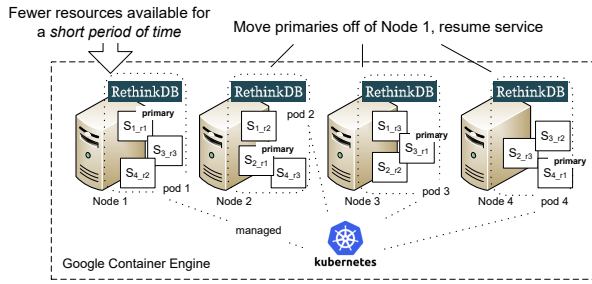 Fewer resources available for
a short period of time
Move primaries off of Node 1, resume service
RethinkDB
RethinkDB
RethinkDB
RethinkDB
primary
S1_r1
S3_r3
S4_r2
pod 1
Node 1
S1_r2
pod 2
primary
S2_r1
S4_r3
Node 2
S1_r3
primary
S3_r1
S2_r2
pod 3
Node 3
S3_r2
S2_r3
primary
S4_r1
Node 4
pod 4
managed
kubernetes
Google Container Engine